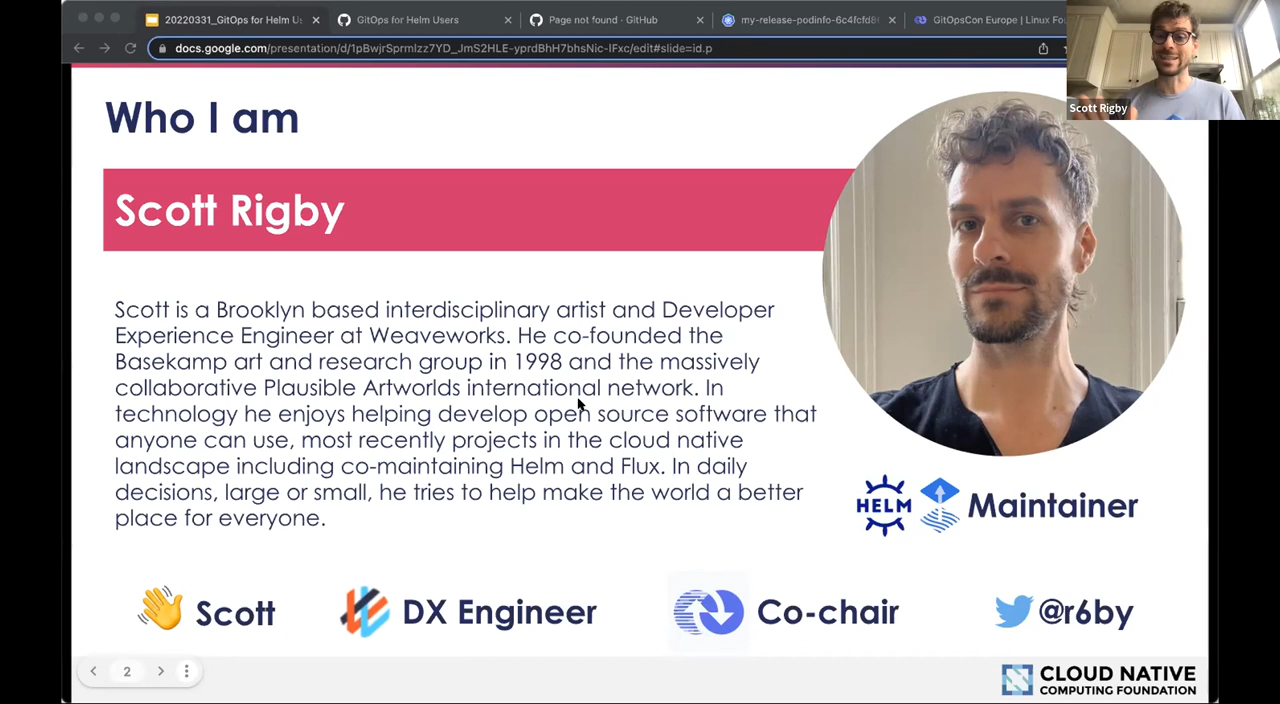 20220331_GitOps for Helm Us
GitOps for Helm Users
Page not found · GitHub
my-release-podinfo-6c4fcfd8
GitOpsCon Europe | Linux Fou
docs.google.com/presentation/d/1pBwjrSprmlzz7YD_JmS2HLE-yprdBhH7bhsNic-IFxc/edit#slide=id.p
Scott Rigby
Who I am
Scott Rigby
Scott is a Brooklyn based interdisciplinary artist and Developer
Experience Engineer at Weaveworks. He co-founded the
Basekamp art and research group in 1998 and the massively
collaborative Plausible Artworlds international network. In
technology he enjoys helping develop open source software that
anyone can use, most recently projects in the cloud native
landscape including co-maintaining Helm and Flux. In daily
decisions, large or small, he tries to help make the world a better
place for everyone.
HELM Maintainer
Scott
DX Engineer
Co-chair
@r6by
2
CLOUD NATIVE
COMPUTING FOUNDATION